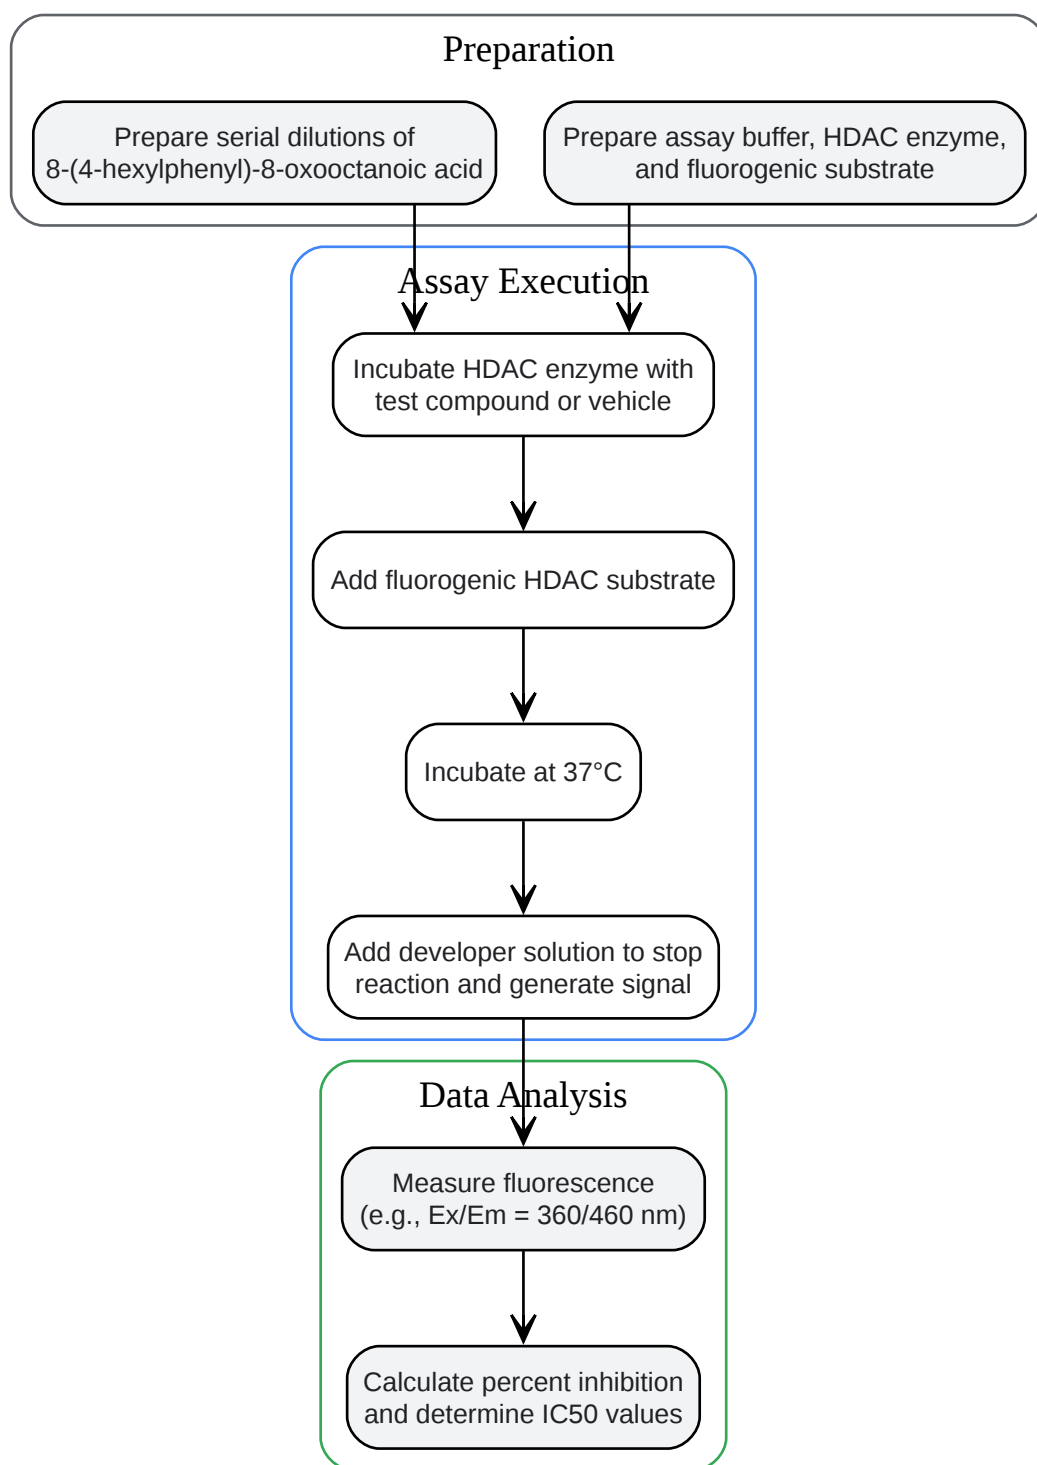 Preparation
Prepare serial dilutions of
8-(4-hexylphenyl)-8-oxooctanoic acid
Prepare assay buffer, HDAC enzyme,
and fluorogenic substrate
Assay Execution
Incubate HDAC enzyme with
test compound or vehicle
Add fluorogenic HDAC substrate
Incubate at 37°C
Add developer solution to stop
reaction and generate signal
Data Analysis
Measure fluorescence
(e.g., Ex/Em = 360/460 nm)
Calculate percent inhibition
and determine IC50 values